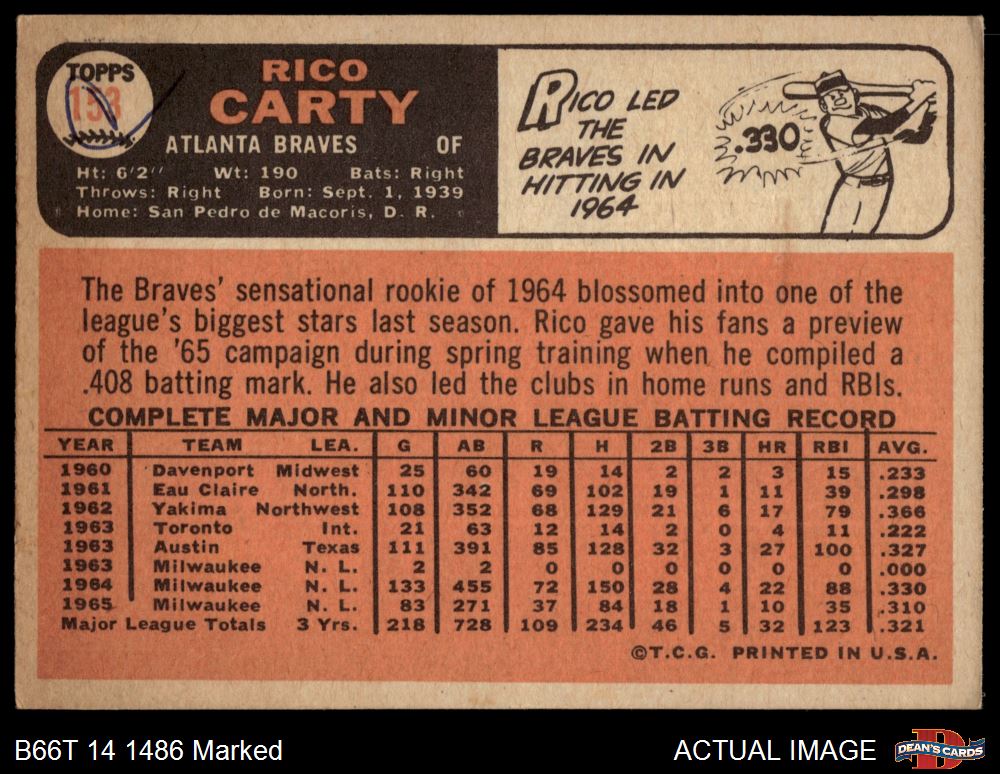 TOPPS
153
RICO
CARTY
ATLANTA BRAVES OF
Ht: 6'2" Wt: 190 Bats: Right
Throws: Right Born: Sept. 1, 1939
Home: San Pedro de Macoris, D. R.
RICO LED
THE
BRAVES IN
HITTING IN
1964
.330
The Braves' sensational rookie of 1964 blossomed into one of the
league's biggest stars last season. Rico gave his fans a preview
of the '65 campaign during spring training when he compiled a
.408 batting mark. He also led the clubs in home runs and RBIs.
COMPLETE MAJOR AND MINOR LEAGUE BATTING RECORD
YEAR TEAM LEA. G AB R H 2B 3B HR RBI AVG.
1960 Davenport Midwest 25 60 19 14 2 2 3 15 .233
1961 Eau Claire North. 110 342 69 102 19 1 11 39 .298
1962 Yakima Northwest 108 352 68 129 21 6 17 79 .366
1963 Toronto Int. 21 63 12 14 2 0 4 11 .222
1963 Austin Texas 111 391 85 128 32 3 27 100 .327
1963 Milwaukee N. L. 2 2 0 0 0 0 0 0 .000
1964 Milwaukee N. L. 133 455 72 150 28 4 22 88 .330
1965 Milwaukee N. L. 83 271 37 84 18 1 10 35 .310
Major League Totals 3 Yrs. 218 728 109 234 46 5 32 123 .321
©T.C.G. PRINTED IN U.S.A.
B66T 14 1486 Marked
ACTUAL IMAGE
DEAN'S CARDS